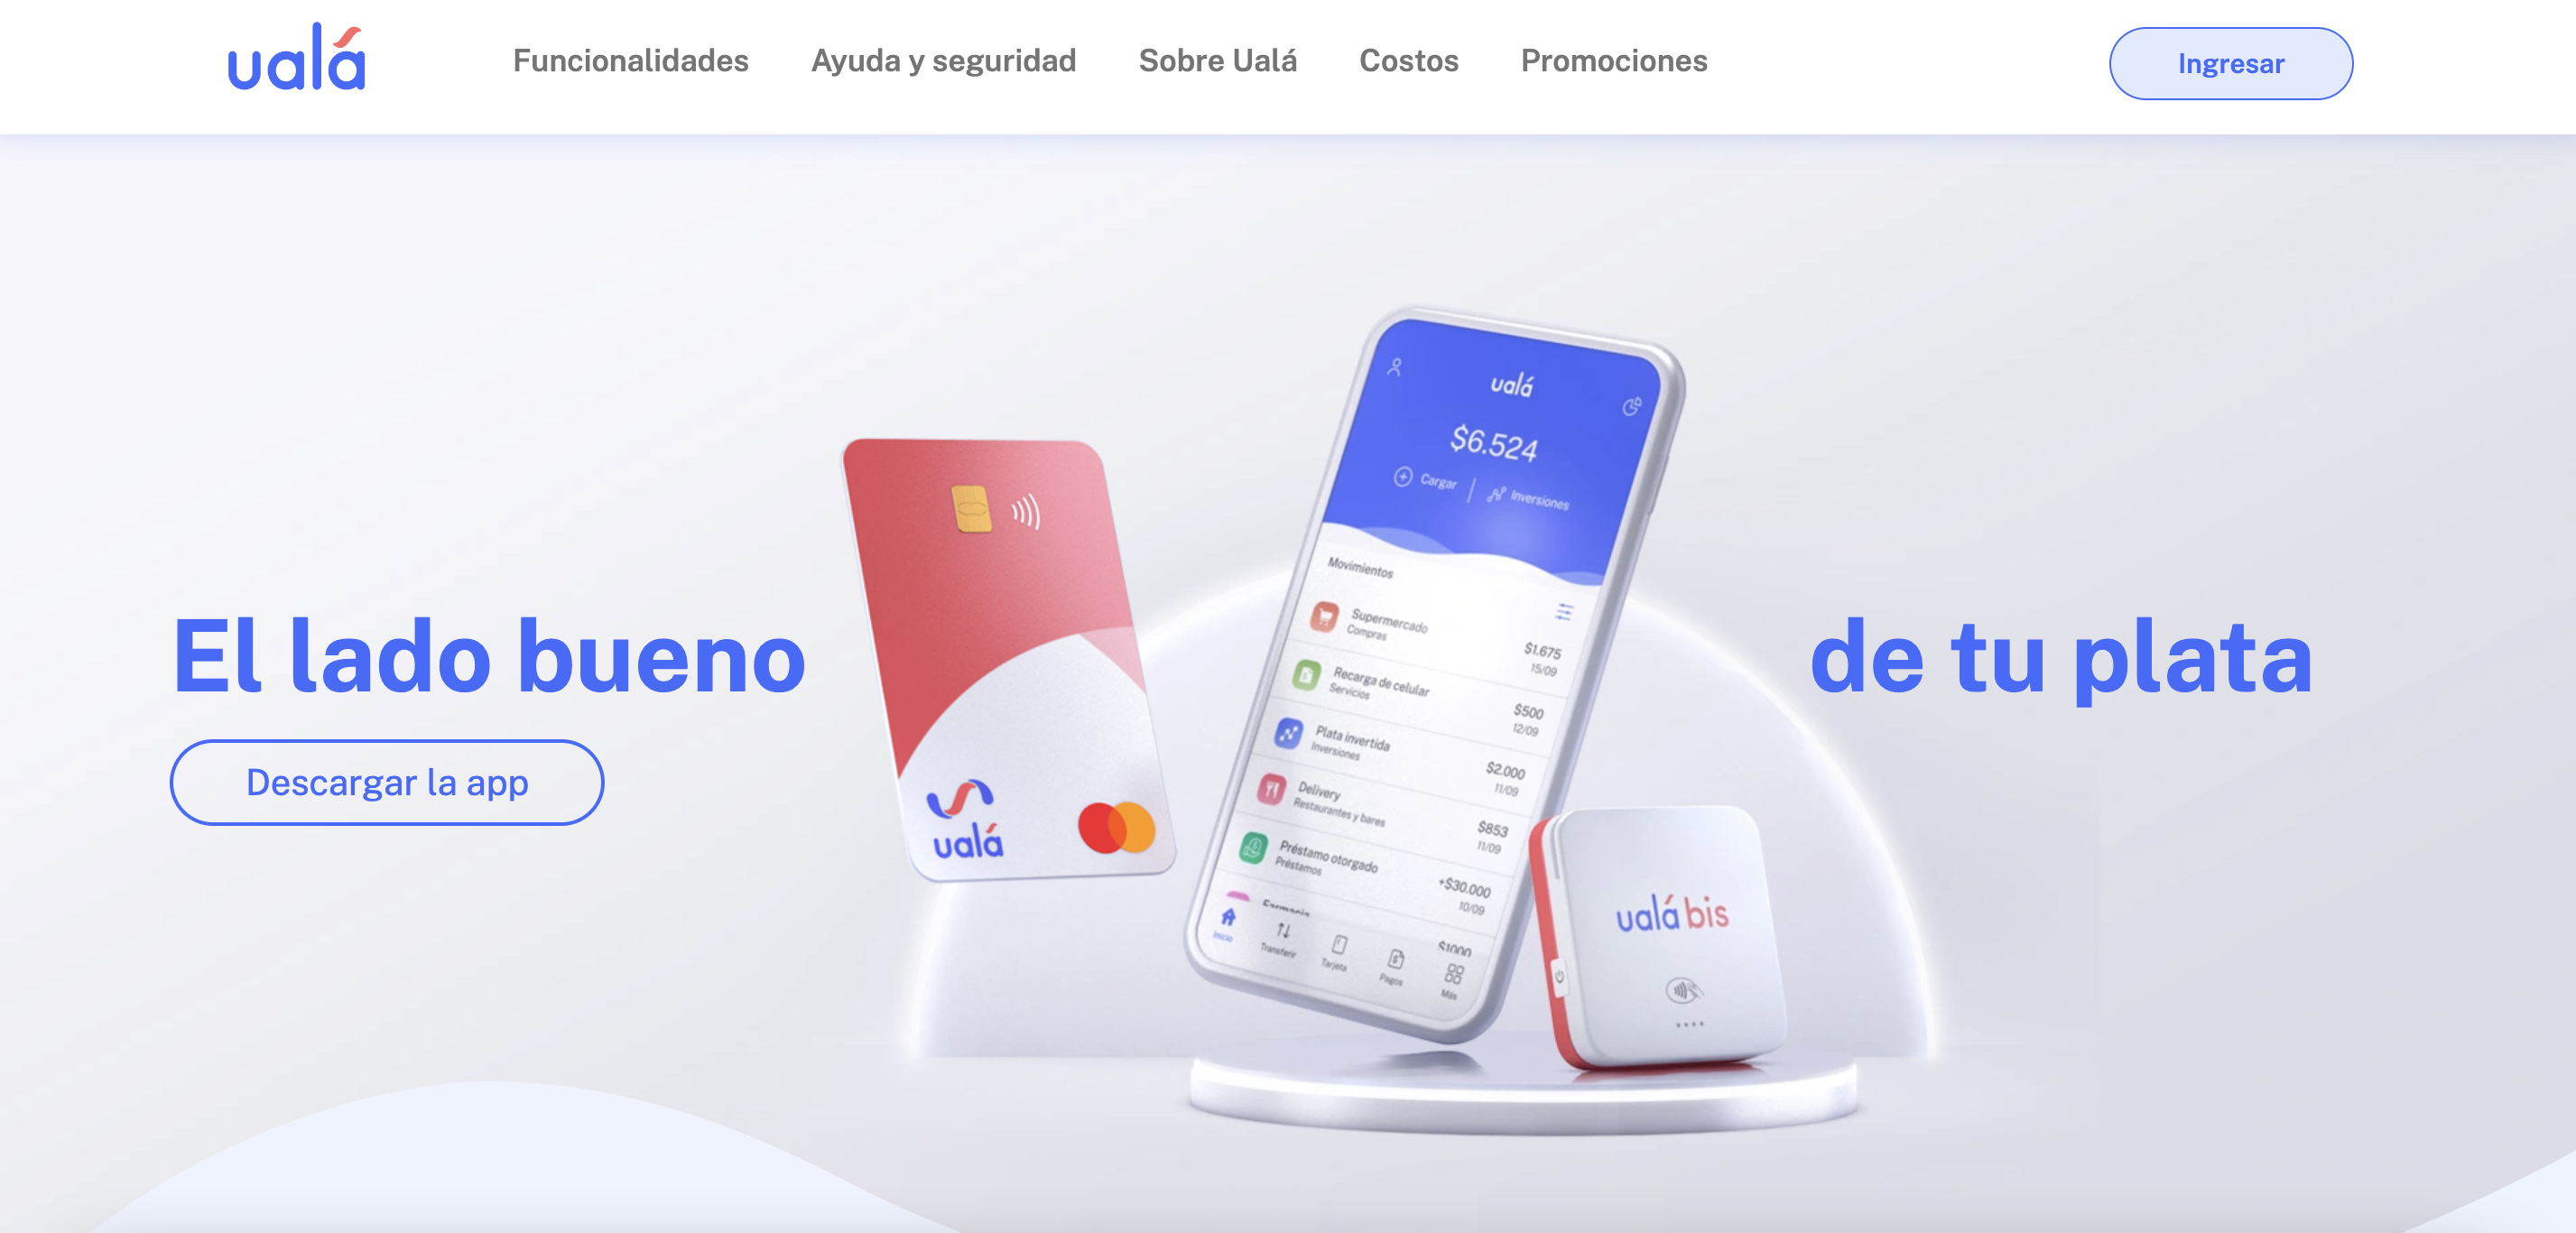 ualá
Funcionalidades
Ayuda y seguridad
Sobre Ualá
Costos
Promociones
Ingresar
El lado bueno
de tu plata
Descargar la app
ualá
ualá
$6.524
Cargar
Inversiones
Movimientos
Supermercado
Compras
$1.675
15/09
Recarga de celular
Servicios
$500
12/09
Plata invertida
Inversiones
$2.000
11/09
Delivery
Restaurantes y bares
$853
11/09
Préstamo otorgado
Préstamos
+$30.000
10/09
Farmacia
$1000
Inicio
Transferir
Tarjeta
Pagos
Más
ualá bis